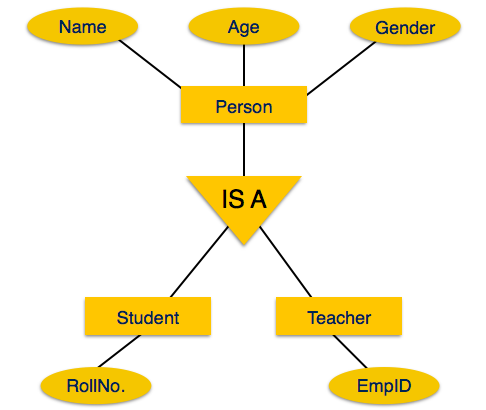 Name
Age
Gender
Person
IS A
Student
Teacher
RollNo.
EmpID